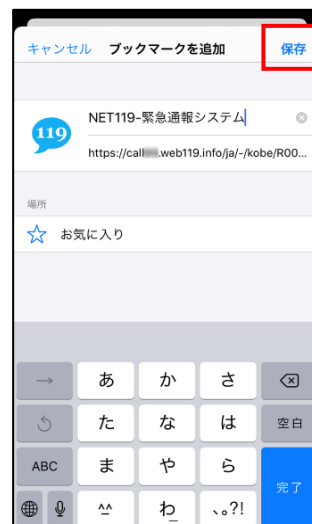 キャンセル ブックマークを追加 保存
119 NET119-緊急通報システム
https://call .web119.info/ja/-/kobe/R00...
場所
お気に入り
→ あ か さ
た な は 空白
ABC ま や ら 完了
^^ わ_ 、。?!